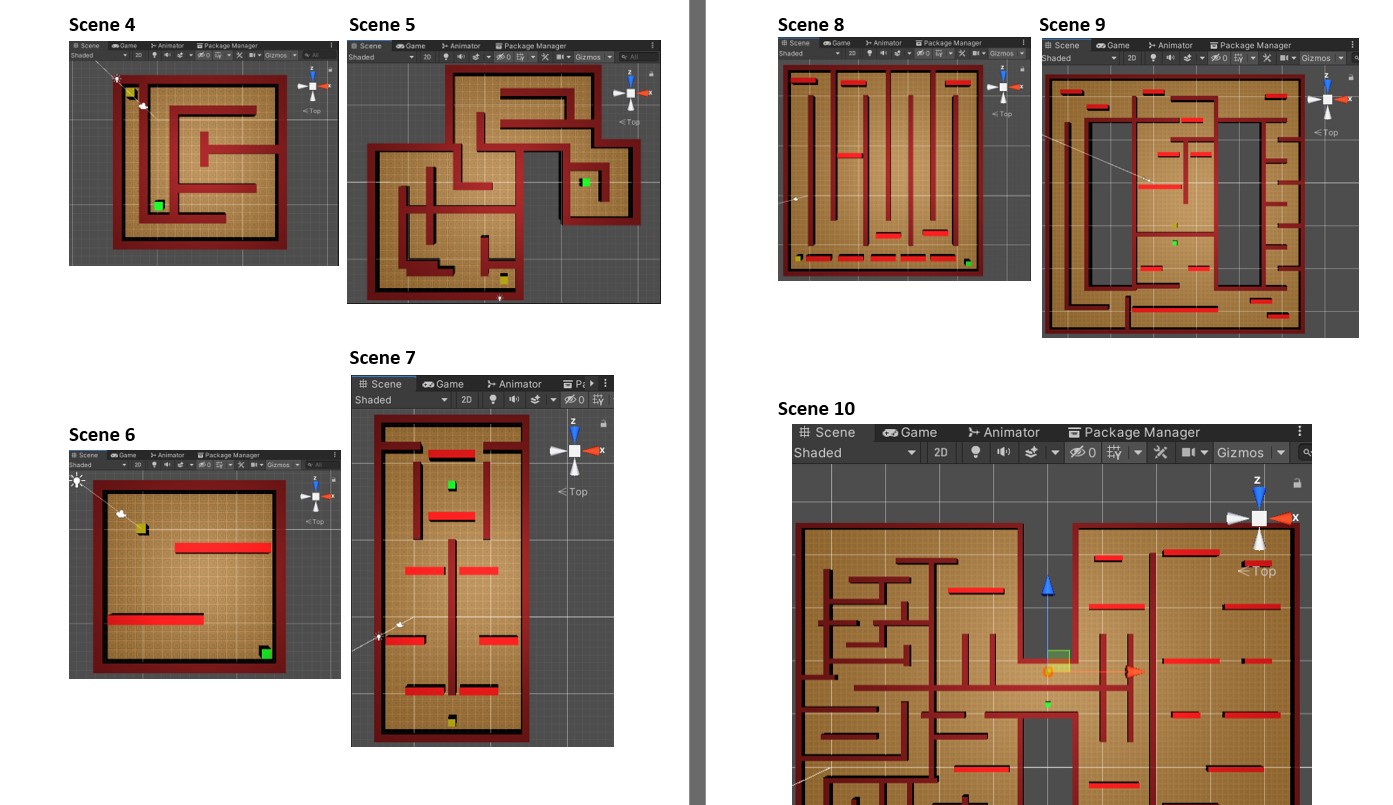 Scene 4
Scene Game Animator Package Manager
Shaded 2D 0 Gizmos All
z
x
Top
Scene 5
Scene Game Animator Package Manager
Shaded 2D 0 Gizmos All
z
x
Top
Scene 6
Scene Game Animator Package Manager
Shaded 2D 0 Gizmos All
z
x
Top
Scene 7
Scene Game Animator Pa
Shaded 2D 0
z
x
Top
Scene 8
Scene Game Animator Package Manager
Shaded 2D 0 Gizmos
z
x
Top
Scene 9
Scene Game Animator Package Manager
Shaded 2D 0 Gizmos
z
x
Top
Scene 10
Scene Game Animator Package Manager
Shaded 2D 0 Gizmos
z
x
Top